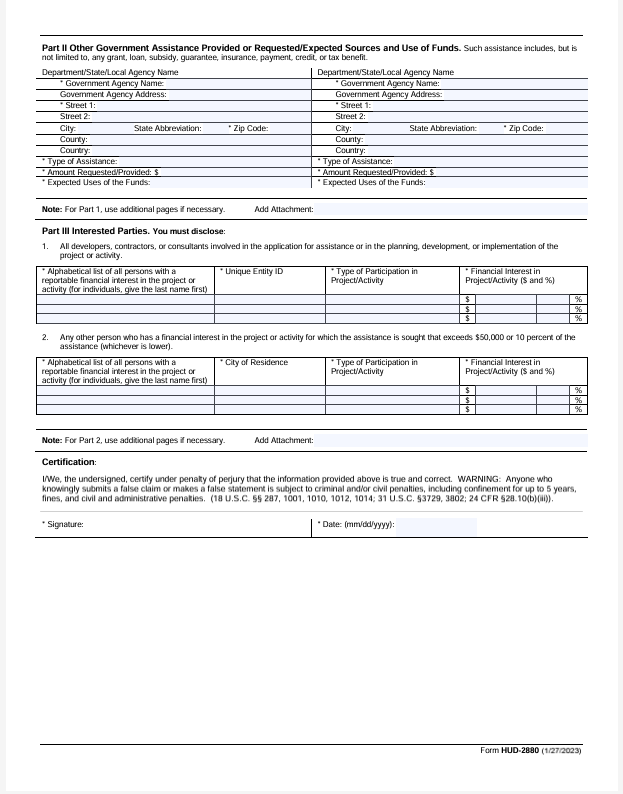 Part II Other Government Assistance Provided or Requested/Expected Sources and Use of Funds. Such assistance includes, but is
not limited to, any grant, loan, subsidy, guarantee, insurance, payment, credit, or tax benefit.
Department/State/Local Agency Name Department/State/Local Agency Name
* Government Agency Name: * Government Agency Name:
Government Agency Address: Government Agency Address:
* Street 1: * Street 1:
Street 2: Street 2:
City: State Abbreviation: * Zip Code: City: State Abbreviation: * Zip Code:
County: County:
Country: Country:
* Type of Assistance: * Type of Assistance:
* Amount Requested/Provided: $ * Amount Requested/Provided: $
* Expected Uses of the Funds: * Expected Uses of the Funds:
Note: For Part 1, use additional pages if necessary. Add Attachment:
Part III Interested Parties. You must disclose:
1. All developers, contractors, or consultants involved in the application for assistance or in the planning, development, or implementation of the
project or activity.
* Alphabetical list of all persons with a * Unique Entity ID * Type of Participation in * Financial Interest in
reportable financial interest in the project or Project/Activity Project/Activity ($ and %)
activity (for individuals, give the last name first)
$ %
$ %
$ %
2. Any other person who has a financial interest in the project or activity for which the assistance is sought that exceeds $50,000 or 10 percent of the
assistance (whichever is lower).
* Alphabetical list of all persons with a * City of Residence * Type of Participation in * Financial Interest in
reportable financial interest in the project or Project/Activity Project/Activity ($ and %)
activity (for individuals, give the last name first)
$ %
$ %
$ %
Note: For Part 2, use additional pages if necessary. Add Attachment:
Certification:
I/We, the undersigned, certify under penalty of perjury that the information provided above is true and correct. WARNING: Anyone who
knowingly submits a false claim or makes a false statement is subject to criminal and/or civil penalties, including confinement for up to 5 years,
fines, and civil and administrative penalties. (18 U.S.C. §§ 287, 1001, 1010, 1012, 1014; 31 U.S.C. §3729, 3802; 24 CFR §28.10(b)(iii)).
* Signature: * Date: (mm/dd/yyyy):
Form HUD-2880 (1/27/2023)